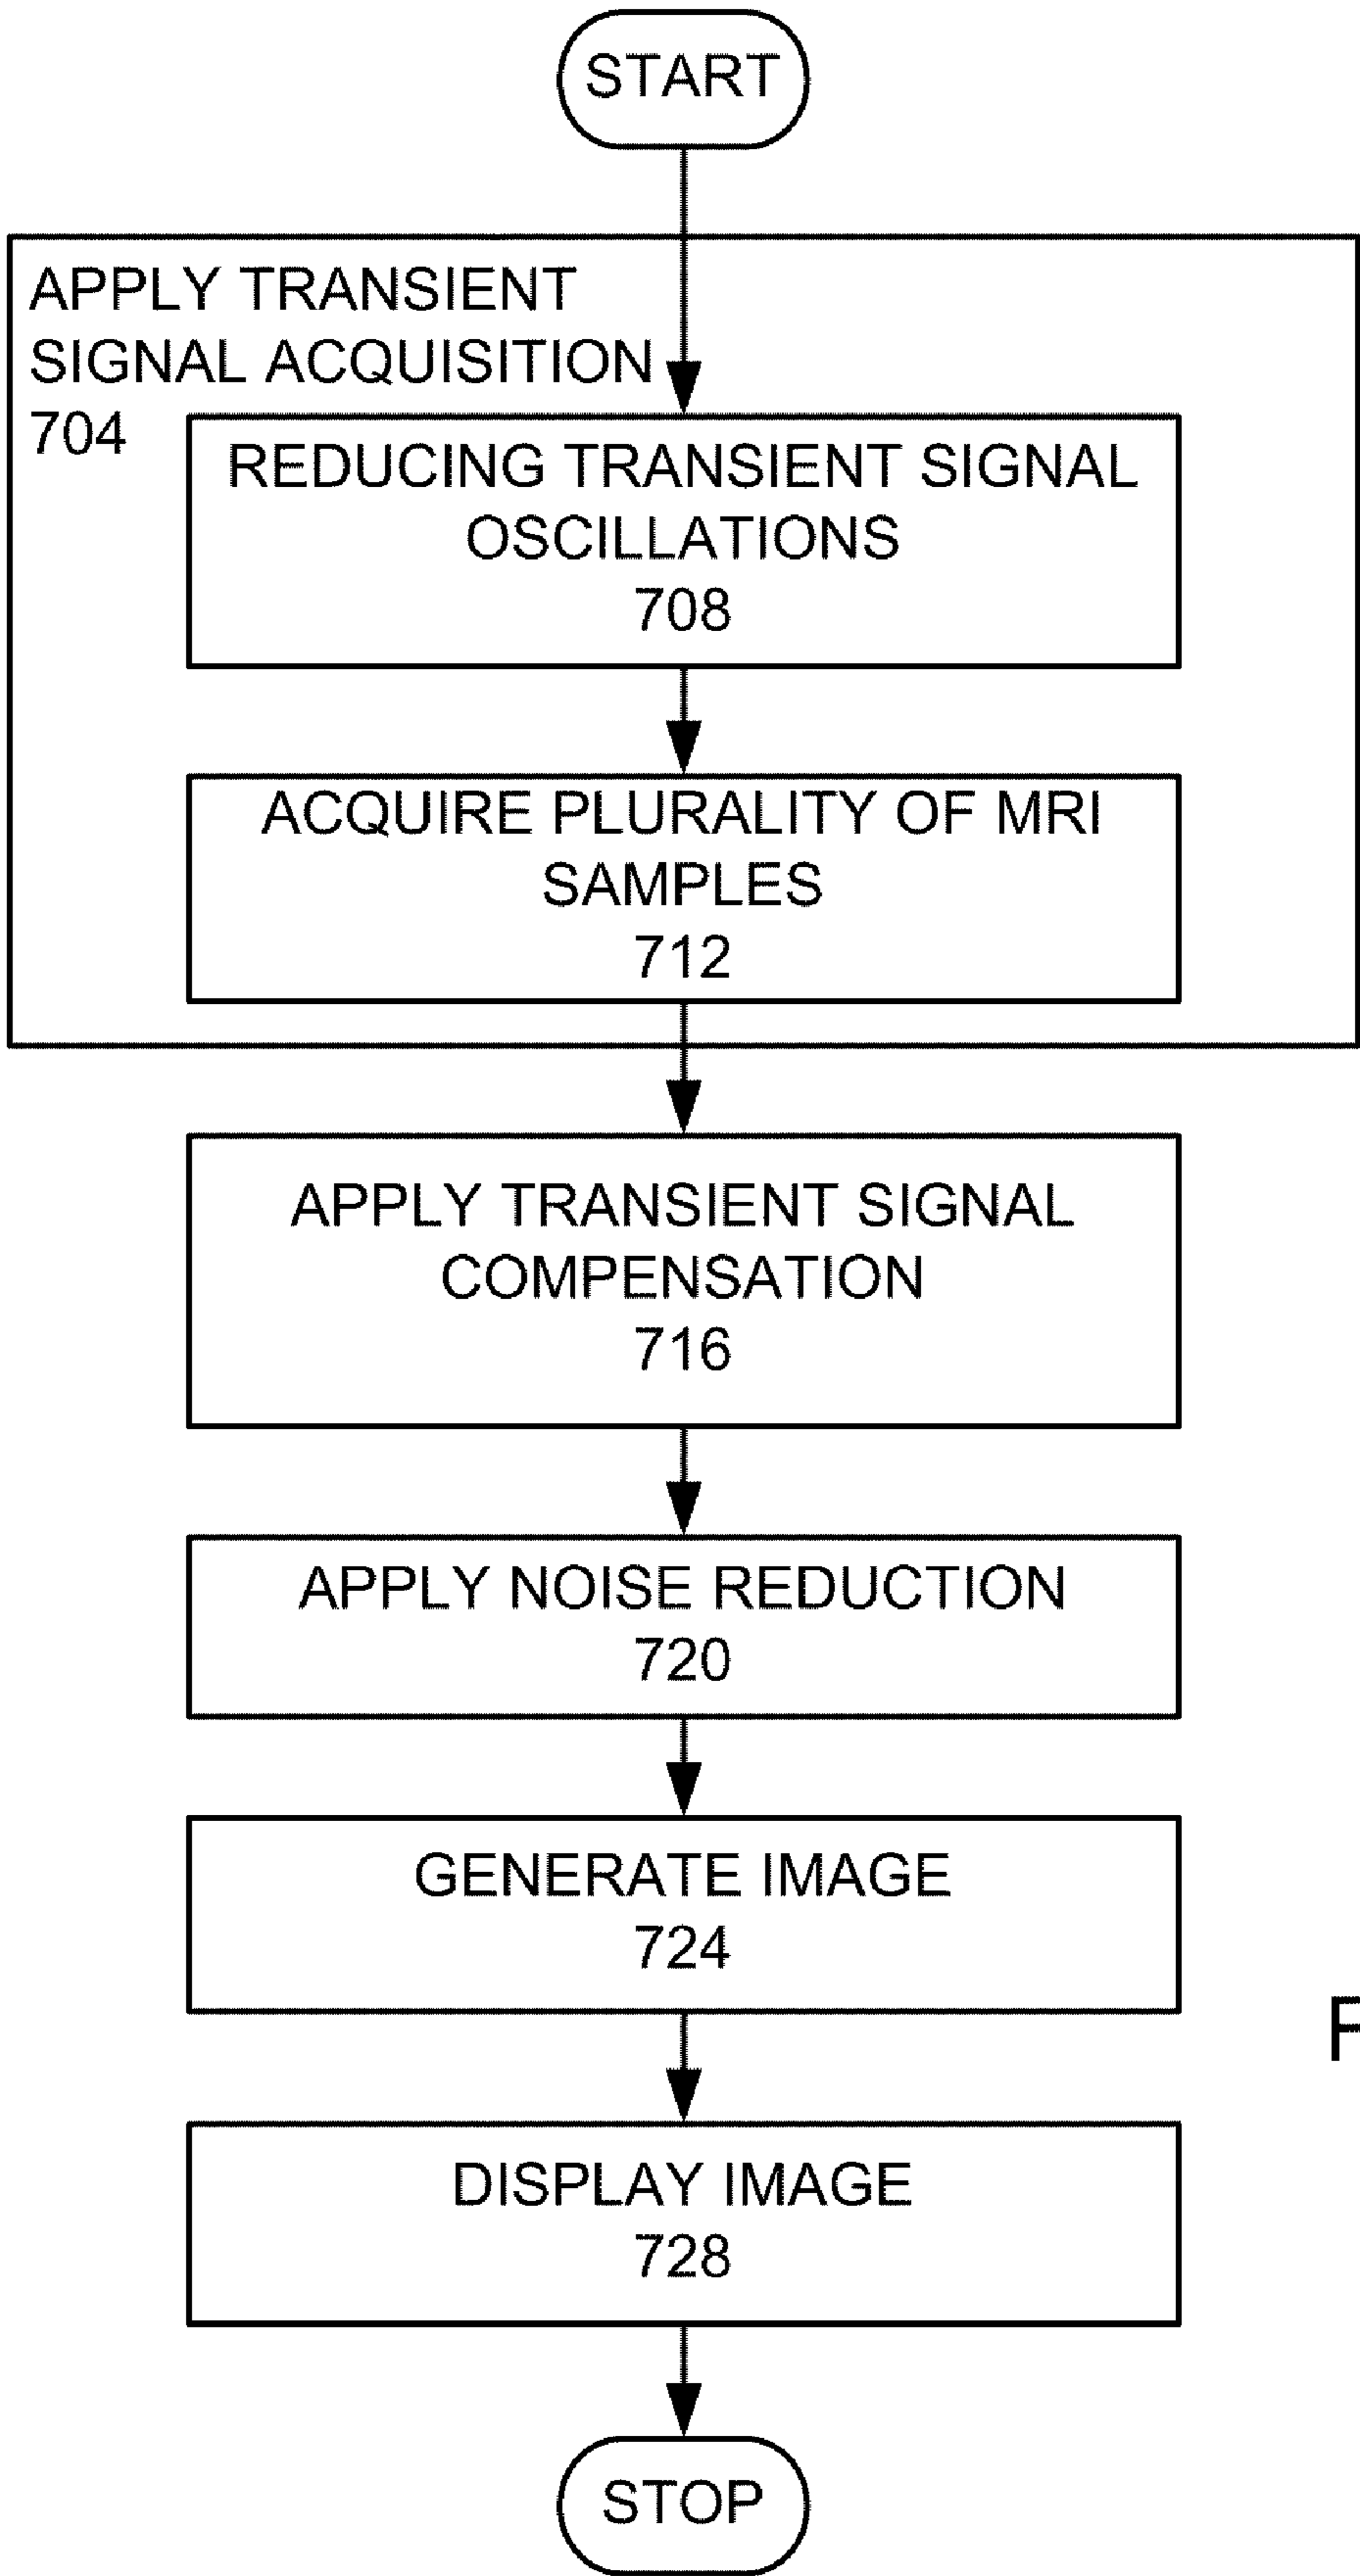 START
APPLY TRANSIENT
SIGNAL ACQUISITION
704
REDUCING TRANSIENT SIGNAL
OSCILLATIONS
708
ACQUIRE PLURALITY OF MRI
SAMPLES
712
APPLY TRANSIENT SIGNAL
COMPENSATION
716
APPLY NOISE REDUCTION
720
GENERATE IMAGE
724
DISPLAY IMAGE
728
STOP